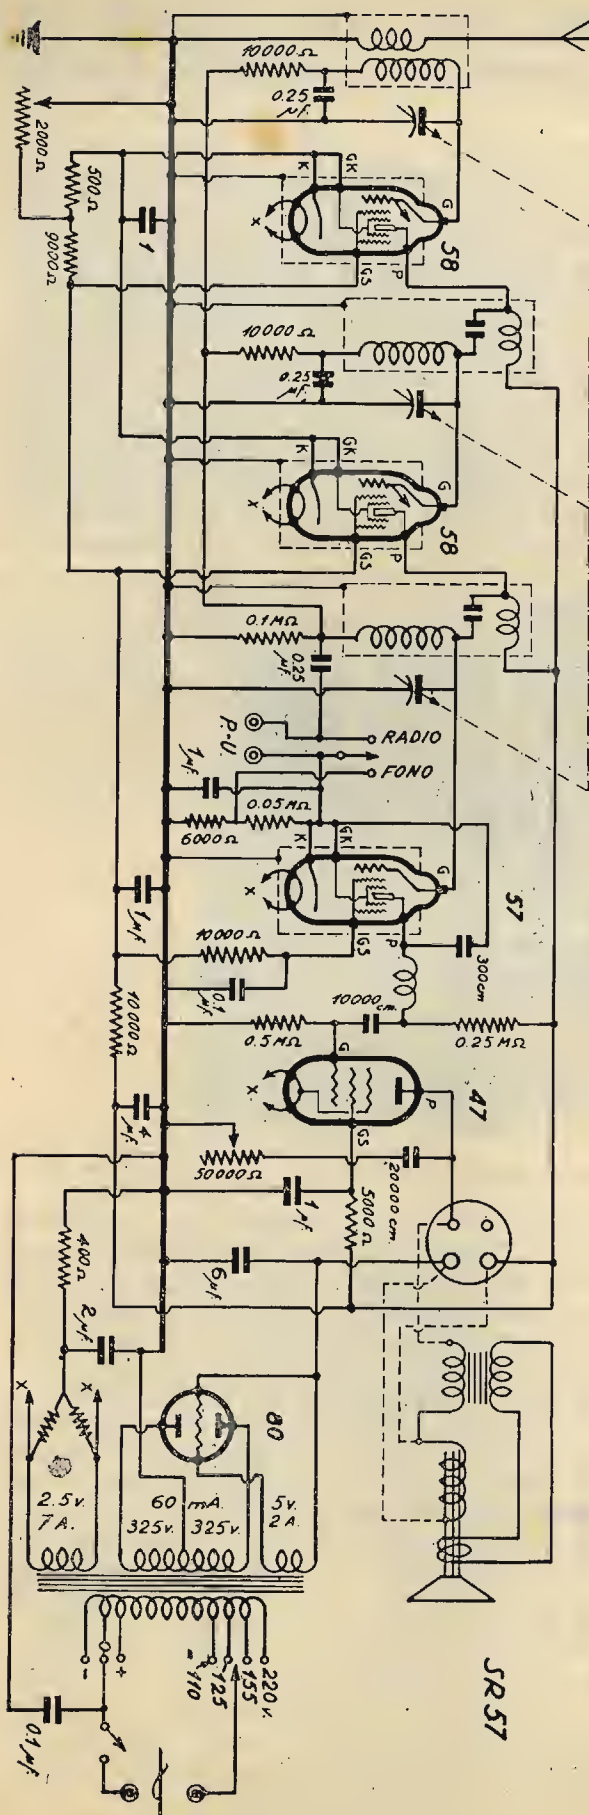 10000 Ω
0.25
µf.
2000 Ω
500 Ω
9000 Ω
1
K
GK
G
X
58
GS
P
10000 Ω
0.25
µf.
K
GK
G
X
58
GS
P
0.1 MΩ
0.25
µf.
P.U.
RADIO
FONO
1 µf.
0.05 MΩ
6000 Ω
K
GK
G
X
57
GS
P
300 cm
1 µf.
10000 Ω
0.1
µf.
10000
cm.
10000 Ω
0.5 MΩ
0.25 MΩ
G
X
47
P
GS
4
µf.
50000 Ω
20000 cm.
1 µf.
5000 Ω
400 Ω
6 µf.
2 µf.
X
X
80
2.5 v.
7 A.
60 mA.
325 v. 325 v.
5 v.
2 A.
SR 57
- +
= 110
125
155
220 v.
0.1 µf.